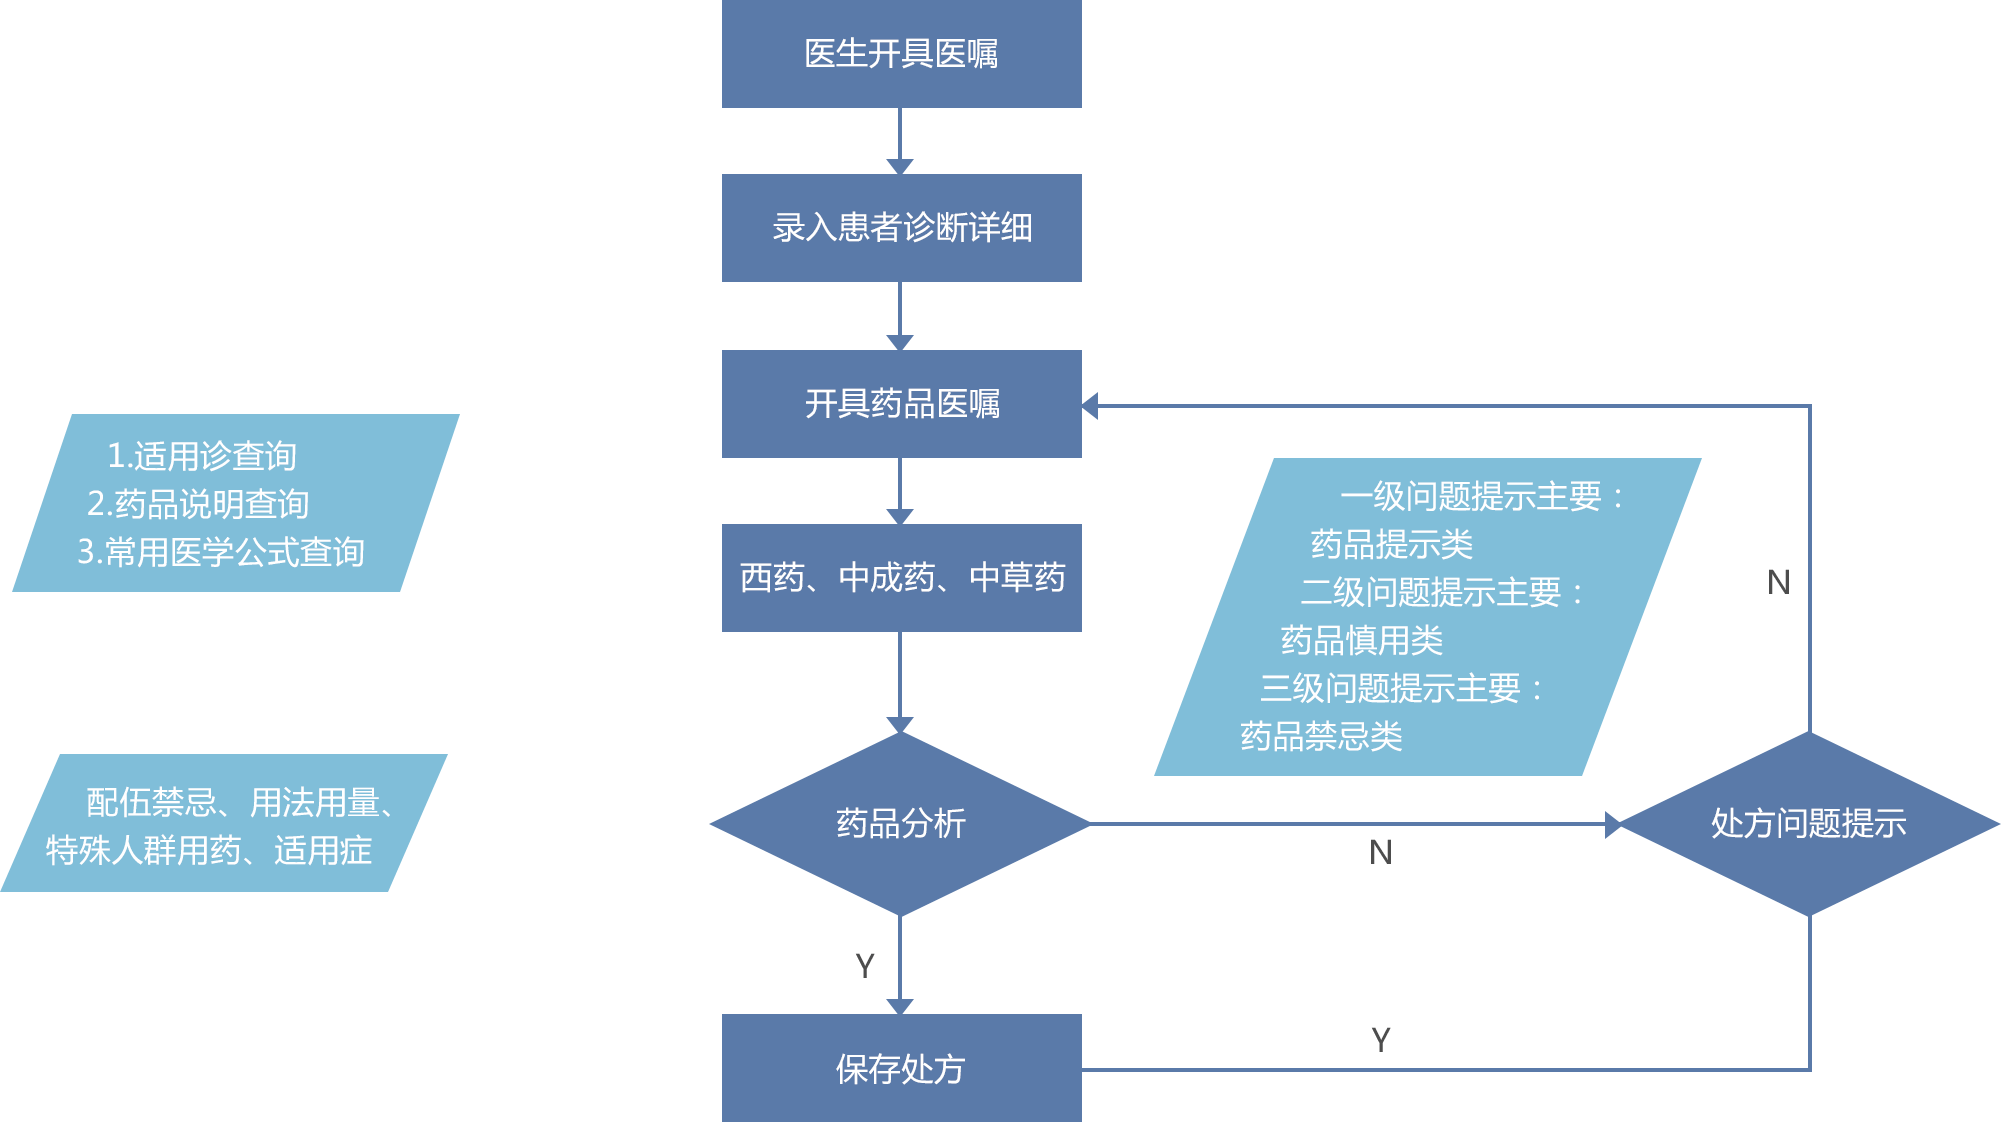 医生开具医嘱
录入患者诊断详细
开具药品医嘱
1.适用诊查询
2.药品说明查询
3.常用医学公式查询
西药、中成药、中草药
一级问题提示主要：
药品提示类
二级问题提示主要：
药品慎用类
三级问题提示主要：
药品禁忌类
N
配伍禁忌、用法用量、
特殊人群用药、适用症
药品分析
N
处方问题提示
Y
保存处方
Y